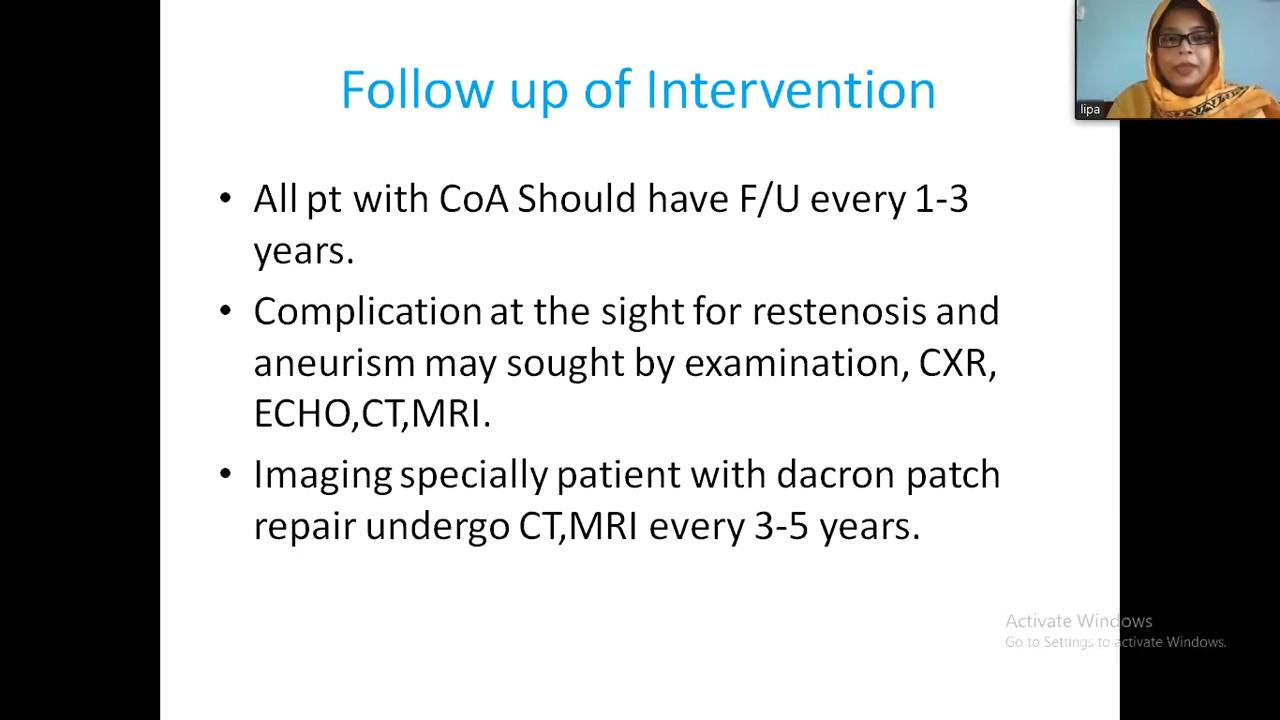 Follow up of Intervention
lipa
• All pt with CoA Should have F/U every 1-3
years.
• Complication at the sight for restenosis and
aneurism may sought by examination, CXR,
ECHO,CT,MRI.
• Imaging specially patient with dacron patch
repair undergo CT,MRI every 3-5 years.
Activate Windows
Go to Settings to activate Windows.